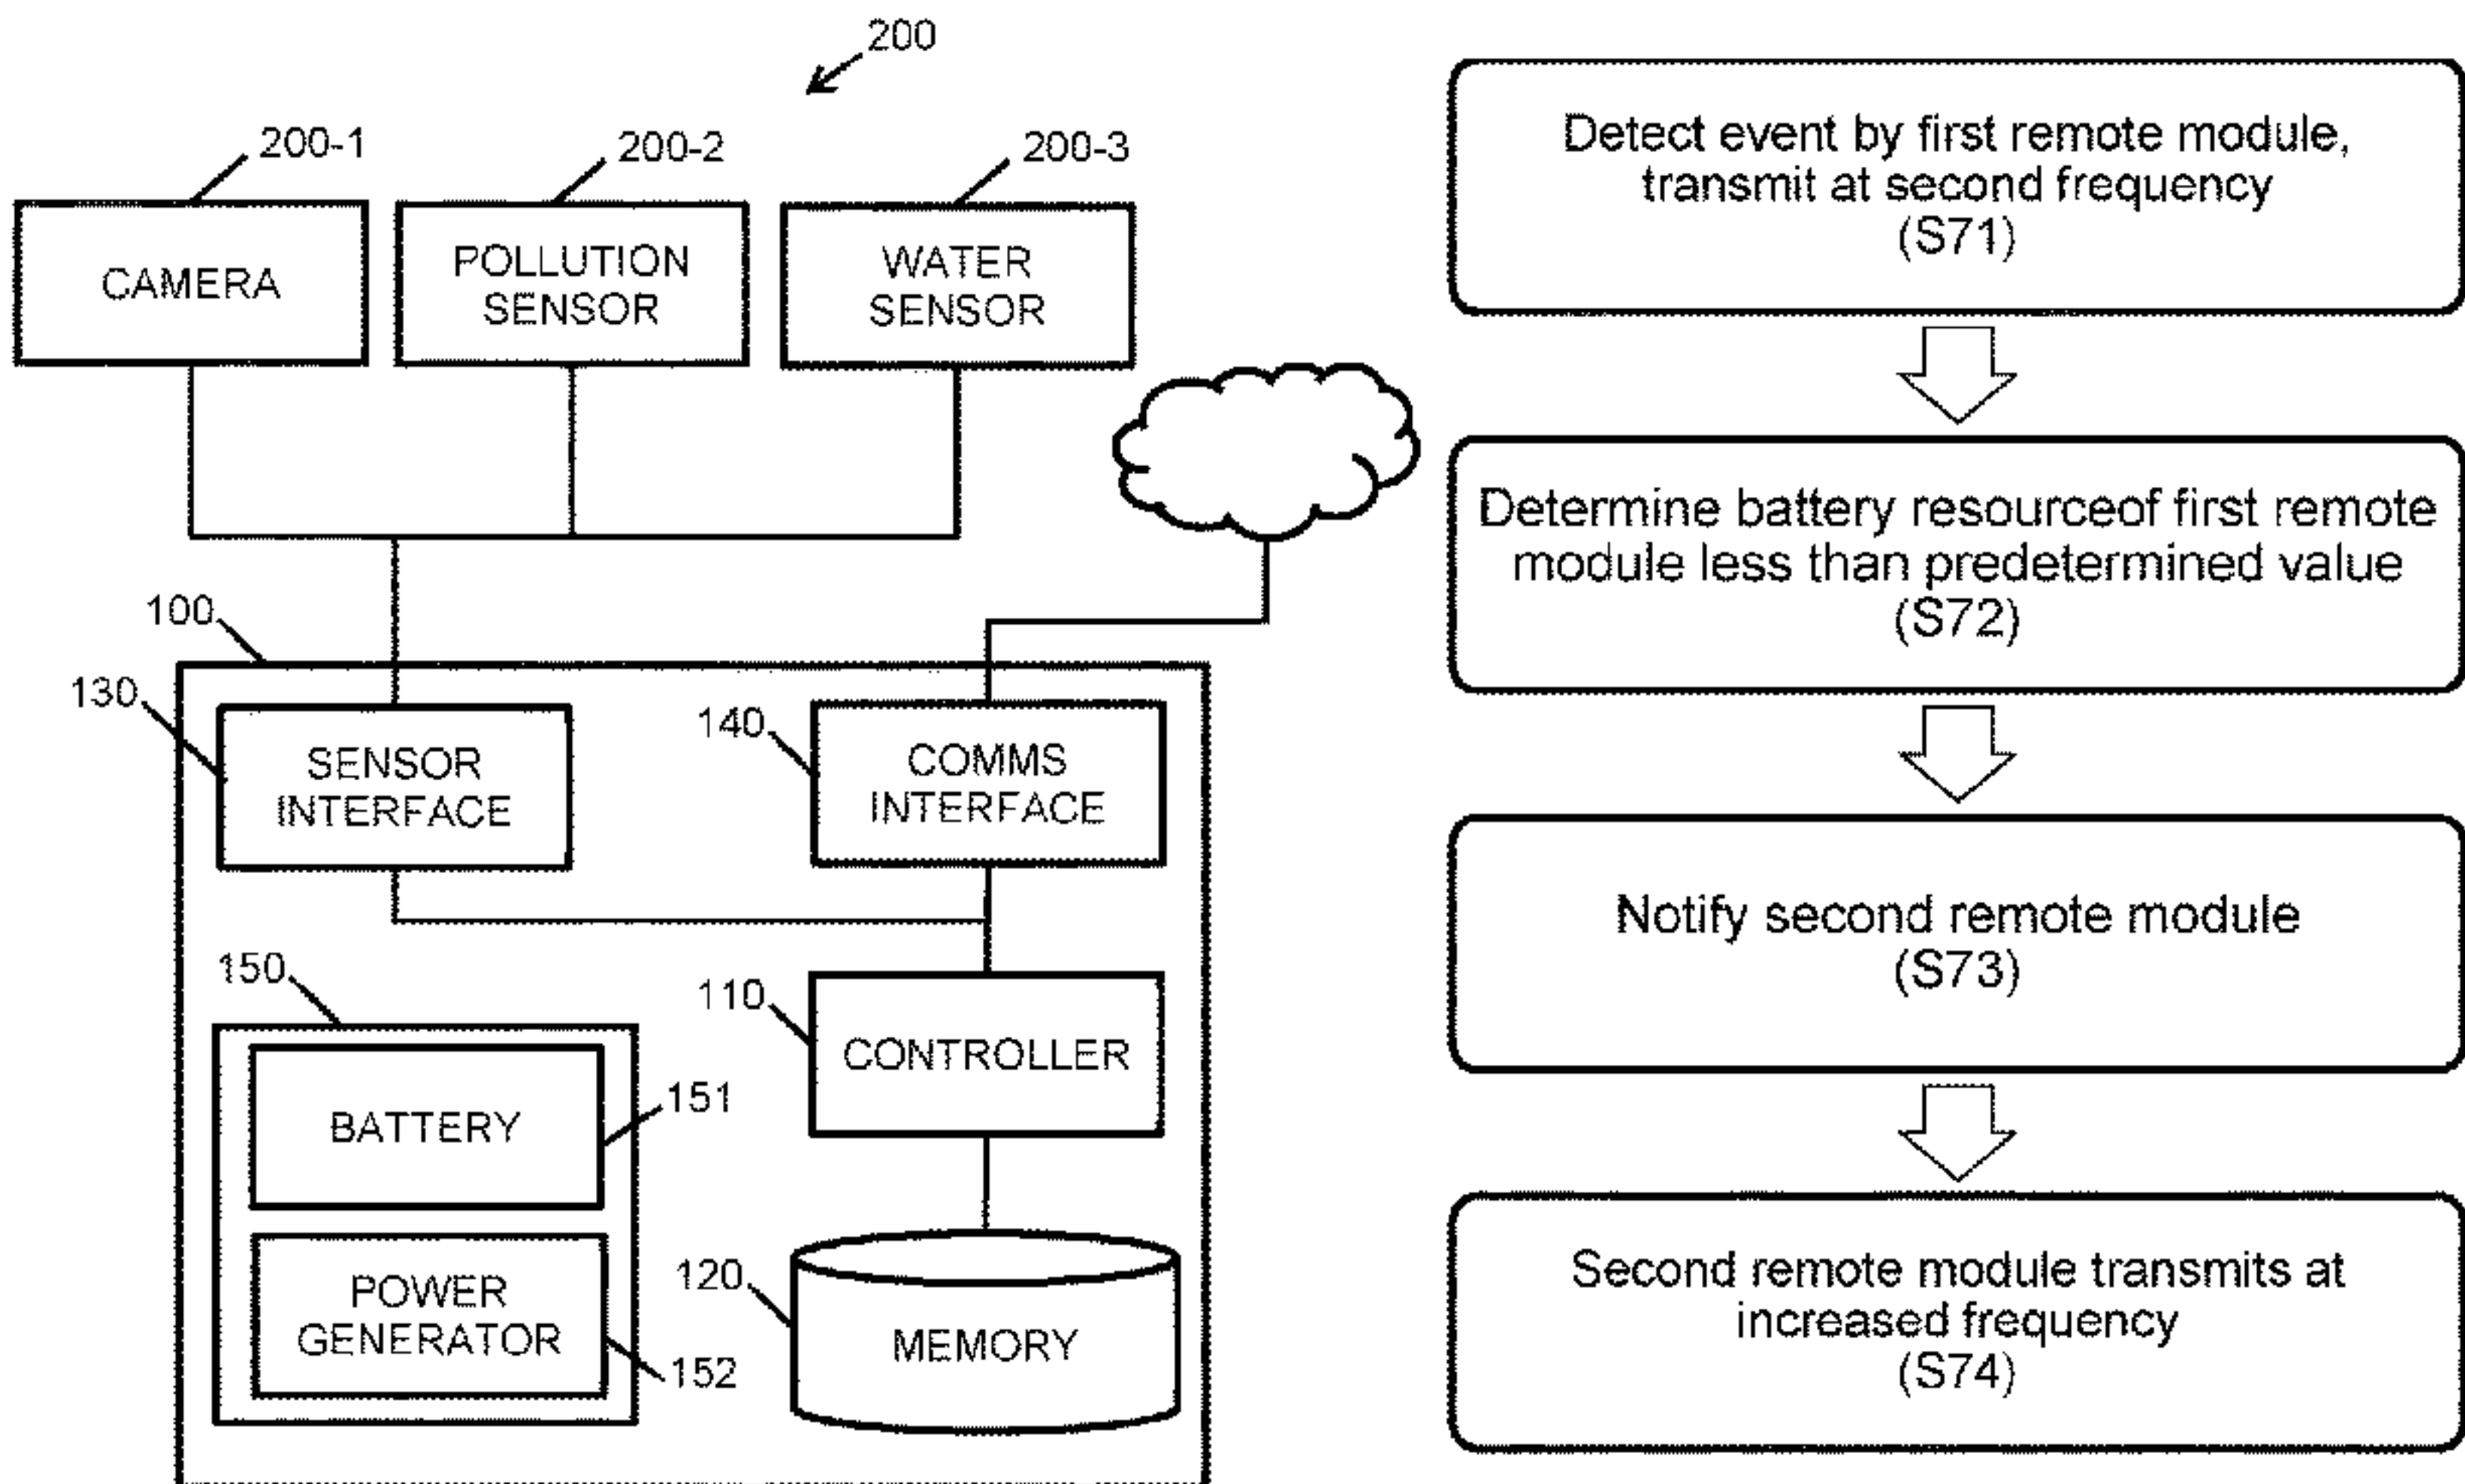 200
200-1
200-2
200-3
CAMERA
POLLUTION
SENSOR
WATER
SENSOR
100
130
SENSOR
INTERFACE
140
COMMS
INTERFACE
150
BATTERY
151
POWER
GENERATOR
152
110
CONTROLLER
120
MEMORY
Detect event by first remote module,
transmit at second frequency
(S71)
Determine battery resourceof first remote
module less than predetermined value
(S72)
Notify second remote module
(S73)
Second remote module transmits at
increased frequency
(S74)